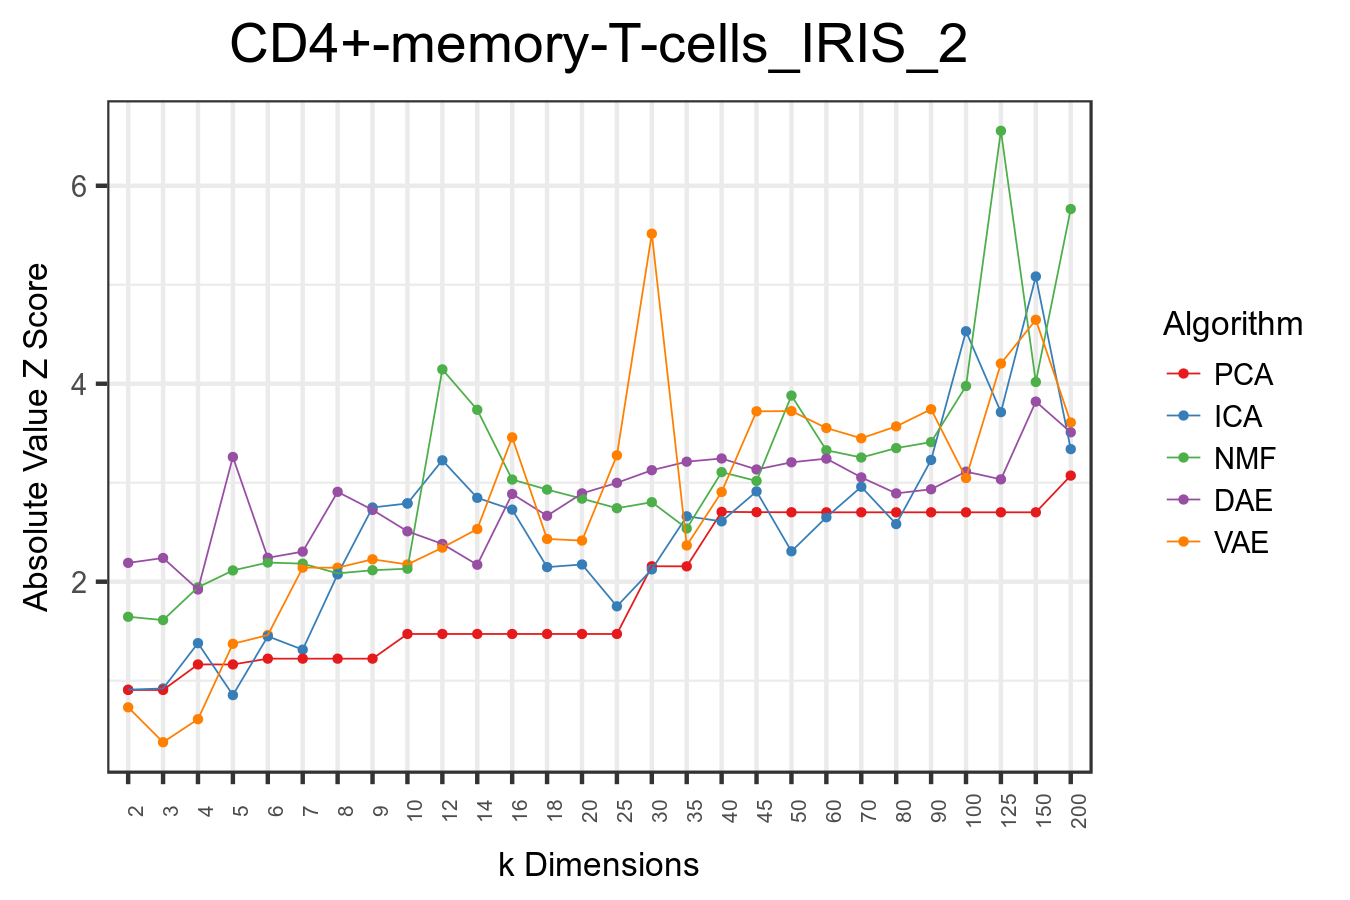 CD4+-memory-T-cells_IRIS_2
Absolute Value Z Score
6
4
2
2 3 4 5 6 7 8 9 10 12 14 16 18 20 25 30 35 40 45 50 60 70 80 90 100 125 150 200
k Dimensions
Algorithm
PCA
ICA
NMF
DAE
VAE